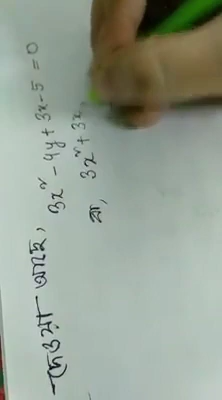 দেওয়া আছে, 3x² - 4y + 3x - 5 = 0
বা, 3x² + 3x